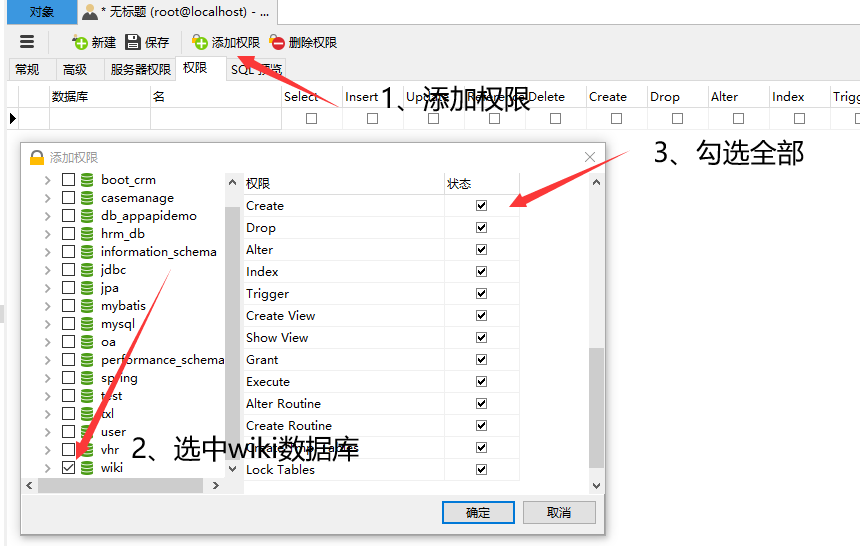 对象
* 无标题 (root@localhost) - ...
新建 保存 添加权限 删除权限
常规 高级 服务器权限 权限 SQL 预览
数据库 名 Select Insert Update Reference Delete Create Drop Alter Index Trigg
1、添加权限
3、勾选全部
添加权限
权限 状态
boot_crm
casemanage
db_appapidemo
hrm_db
information_schema
jdbc
jpa
mybatis
mysql
oa
performance_schema
spring
test
txl
user
vhr
wiki
Create
Drop
Alter
Index
Trigger
Create View
Show View
Grant
Execute
Alter Routine
Create Routine
Create Tmp Tables
Lock Tables
2、选中wiki数据库
确定 取消